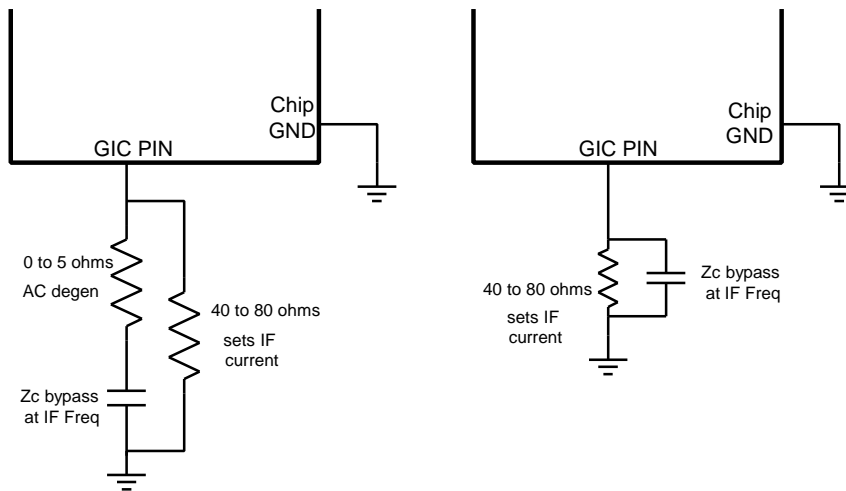 Chip
GND
GIC PIN
0 to 5 ohms
AC degen
40 to 80 ohms
sets IF
current
Zc bypass
at IF Freq
Chip
GND
GIC PIN
Zc bypass
at IF Freq
40 to 80 ohms
sets IF
current